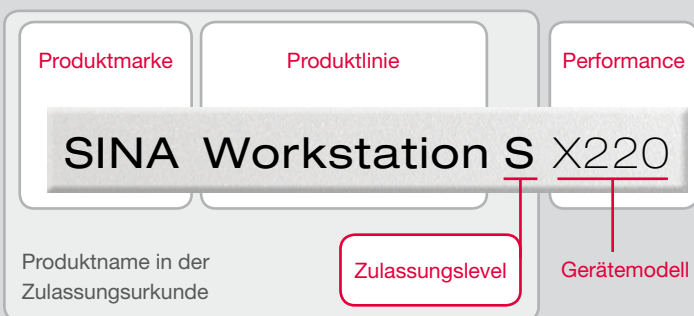 Produktmarke Produktlinie Performance
SINA Workstation S X220
Produktname in der
Zulassungsurkunde
Zulassungslevel
Gerätemodell